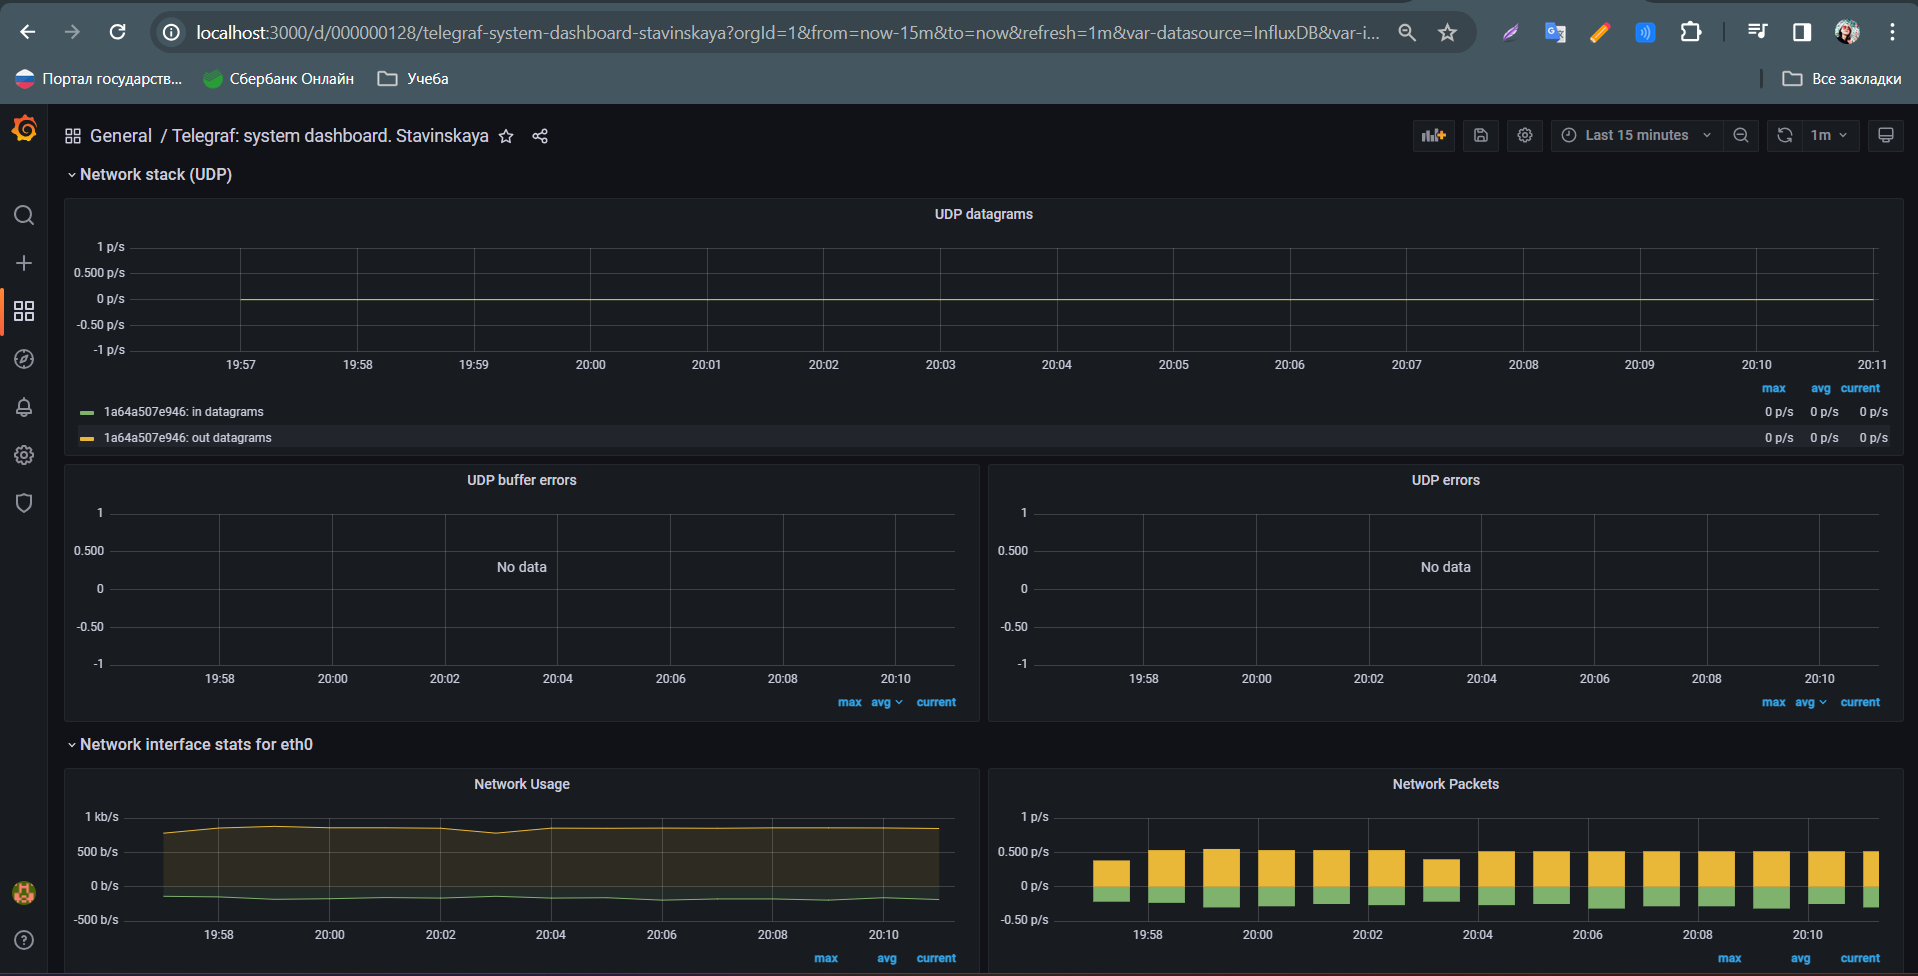 localhost:3000/d/000000128/telegraf-system-dashboard-stavinskaya?orgId=1&from=now-15m&to=now&refresh=1m&var-datasource=InfluxDB&var-i...
Портал государств... Сбербанк Онлайн Учеба Все закладки
General / Telegraf: system dashboard. Stavinskaya Last 15 minutes 1m
Network stack (UDP)
UDP datagrams
1 p/s
0.500 p/s
0 p/s
-0.50 p/s
-1 p/s
19:57 19:58 19:59 20:00 20:01 20:02 20:03 20:04 20:05 20:06 20:07 20:08 20:09 20:10 20:11
max avg current
1a64a507e946: in datagrams 0 p/s 0 p/s 0 p/s
1a64a507e946: out datagrams 0 p/s 0 p/s 0 p/s
UDP buffer errors
1
0.500
No data
0
-0.50
-1
19:58 20:00 20:02 20:04 20:06 20:08 20:10
max avg current
UDP errors
1
0.500
No data
0
-0.50
-1
19:58 20:00 20:02 20:04 20:06 20:08 20:10
max avg current
Network interface stats for eth0
Network Usage
1 kb/s
500 b/s
0 b/s
-500 b/s
19:58 20:00 20:02 20:04 20:06 20:08 20:10
max avg current
Network Packets
1 p/s
0.500 p/s
0 p/s
-0.50 p/s
19:58 20:00 20:02 20:04 20:06 20:08 20:10
max avg current